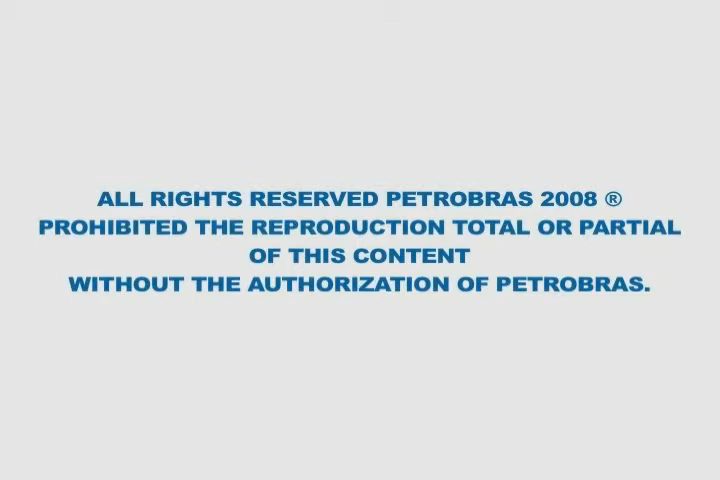 ALL RIGHTS RESERVED PETROBRAS 2008 ®
PROHIBITED THE REPRODUCTION TOTAL OR PARTIAL
OF THIS CONTENT
WITHOUT THE AUTHORIZATION OF PETROBRAS.